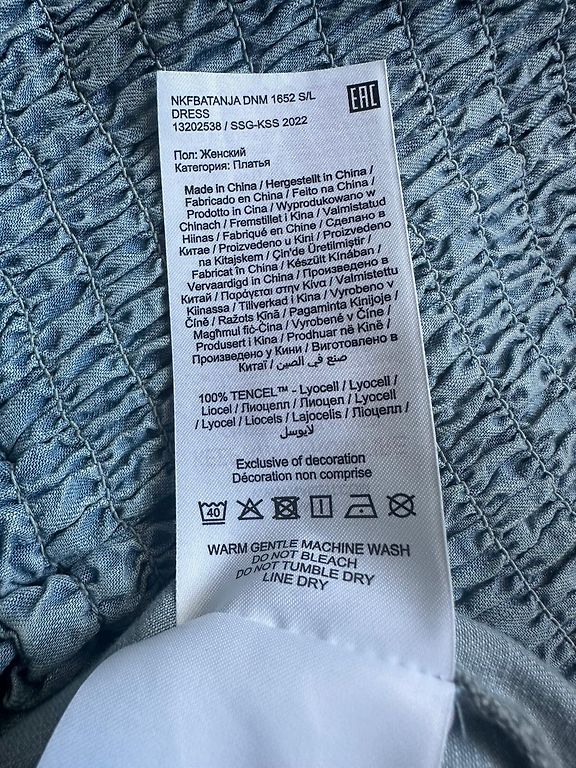 NKFBATANJA DNM 1652 S/L
DRESS
13202538 / SSG-KSS 2022
EAC
Пол: Женский
Категория: Платья
Made in China / Hergestellt in China /
Fabricado en China / Feito na China /
Prodotto in Cina / Wyprodukowano w
Chinach / Fremstillet i Kina / Valmistatud
Hiinas / Fabriqué en Chine / Сделано в
Китае / Proizvedeno u Kini / Proizvedeno
na Kitajskem / Çin'de Üretilmiştir /
Fabricat în China / Készült Kínában /
Vervaardigd in China / Произведено в
Китай / Παράγεται στην Κίνα / Valmistettu
Kiinassa / Tillverkad i Kina / Vyrobeno v
Číně / Ražots Ķīnā / Pagaminta Kinijoje /
Maghmul fiċ-Ċina / Vyrobené v Číne /
Produsert i Kina / Prodhuar në Kinë /
Произведено у Кини / Виготовлено в
Китаї / صنع في الصين
100% TENCEL™ - Lyocell / Lyocell /
Liocel / Лиоцелл / Лиоцел / Lyocell
/ Lyocel / Liocels / Lajocelis / Ліоцелл /
لايوسل
Exclusive of decoration
Décoration non comprise
40
WARM GENTLE MACHINE WASH
DO NOT BLEACH
DO NOT TUMBLE DRY
LINE DRY